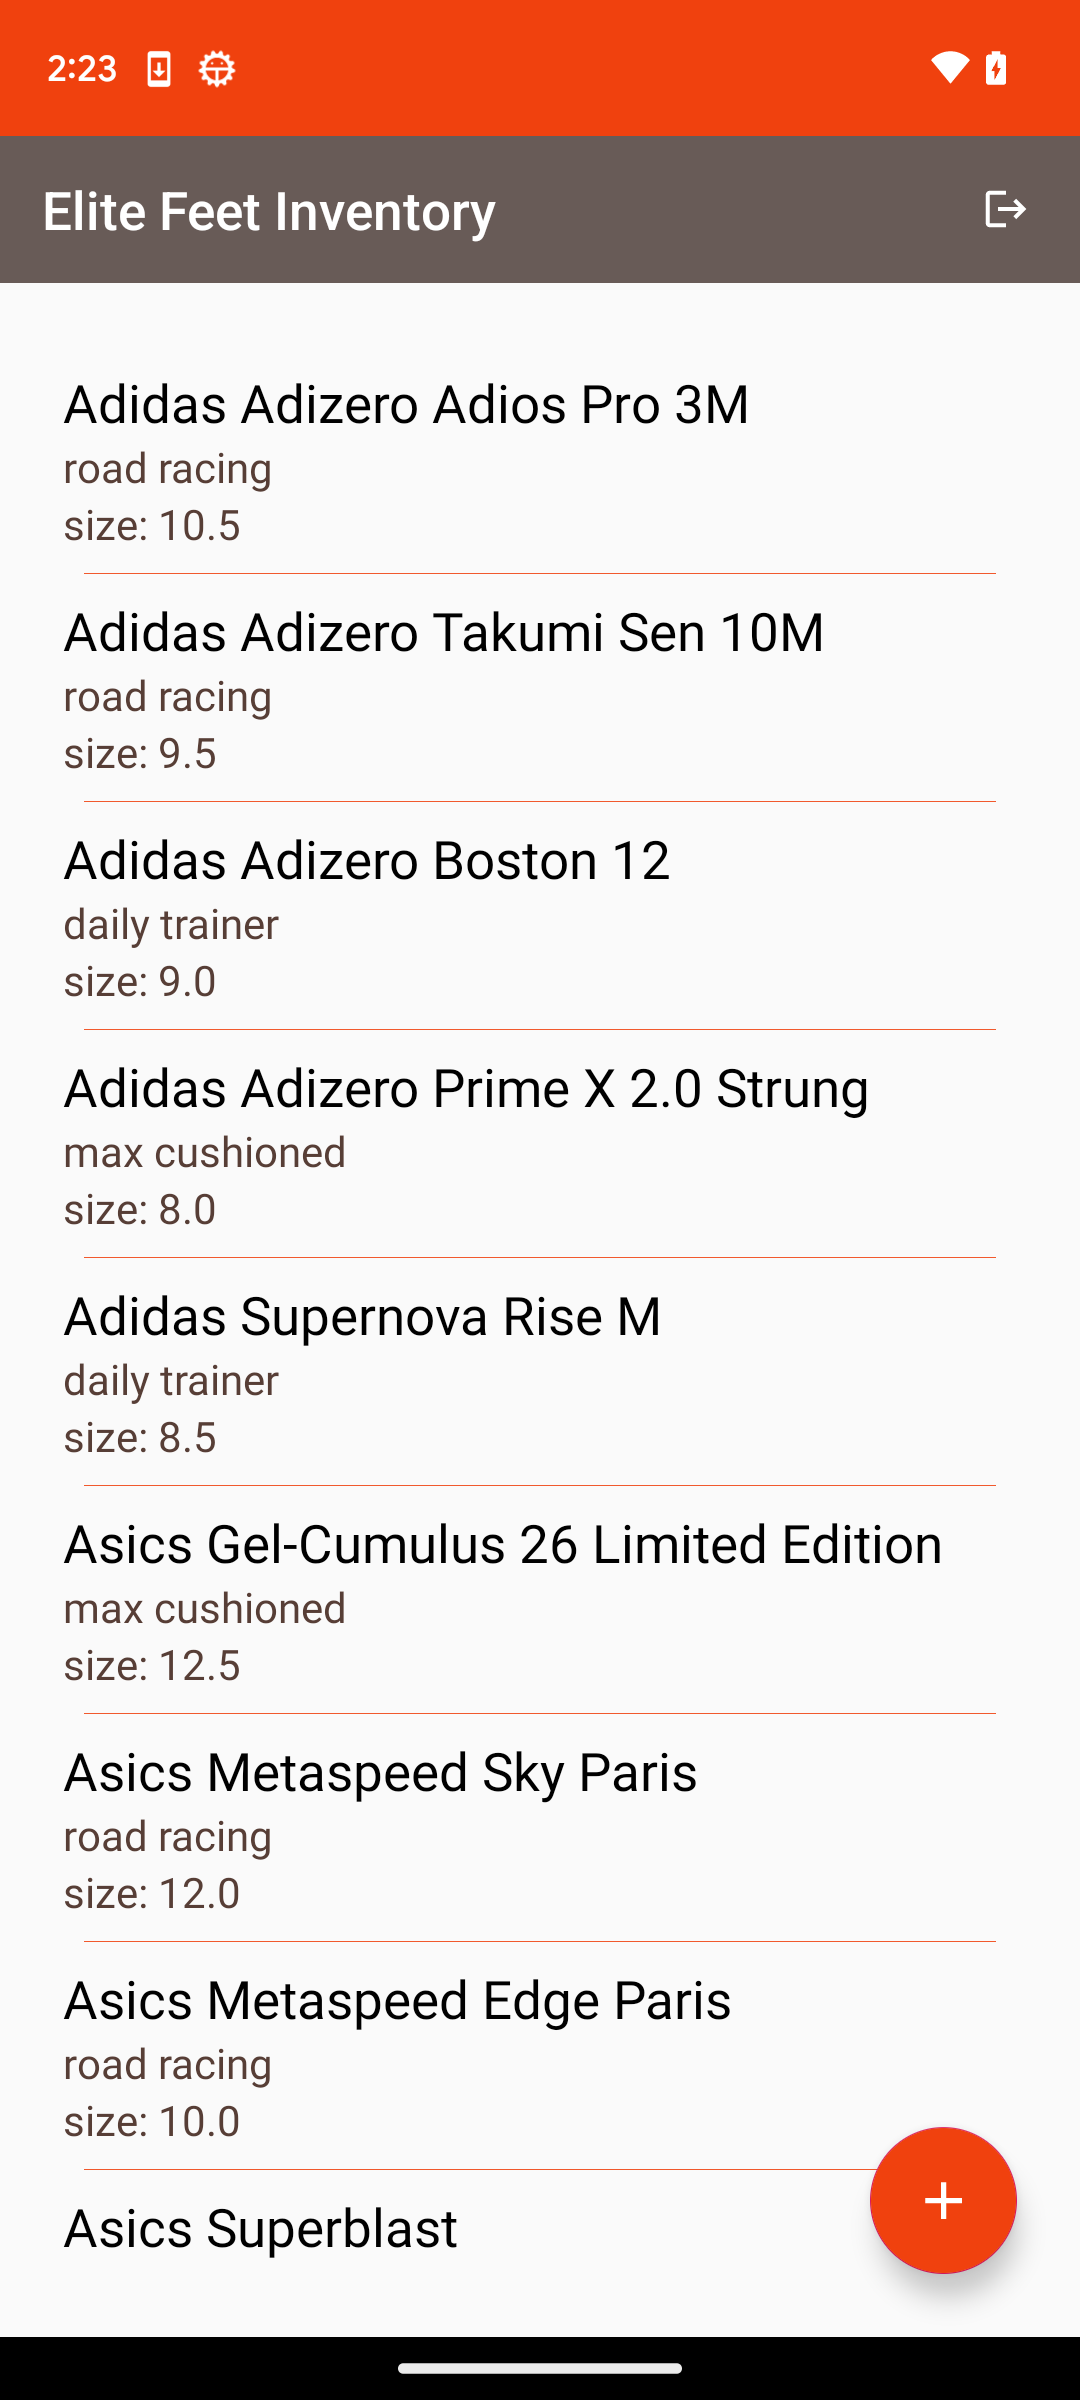 2:23
Elite Feet Inventory
Adidas Adizero Adios Pro 3M
road racing
size: 10.5
Adidas Adizero Takumi Sen 10M
road racing
size: 9.5
Adidas Adizero Boston 12
daily trainer
size: 9.0
Adidas Adizero Prime X 2.0 Strung
max cushioned
size: 8.0
Adidas Supernova Rise M
daily trainer
size: 8.5
Asics Gel-Cumulus 26 Limited Edition
max cushioned
size: 12.5
Asics Metaspeed Sky Paris
road racing
size: 12.0
Asics Metaspeed Edge Paris
road racing
size: 10.0
Asics Superblast